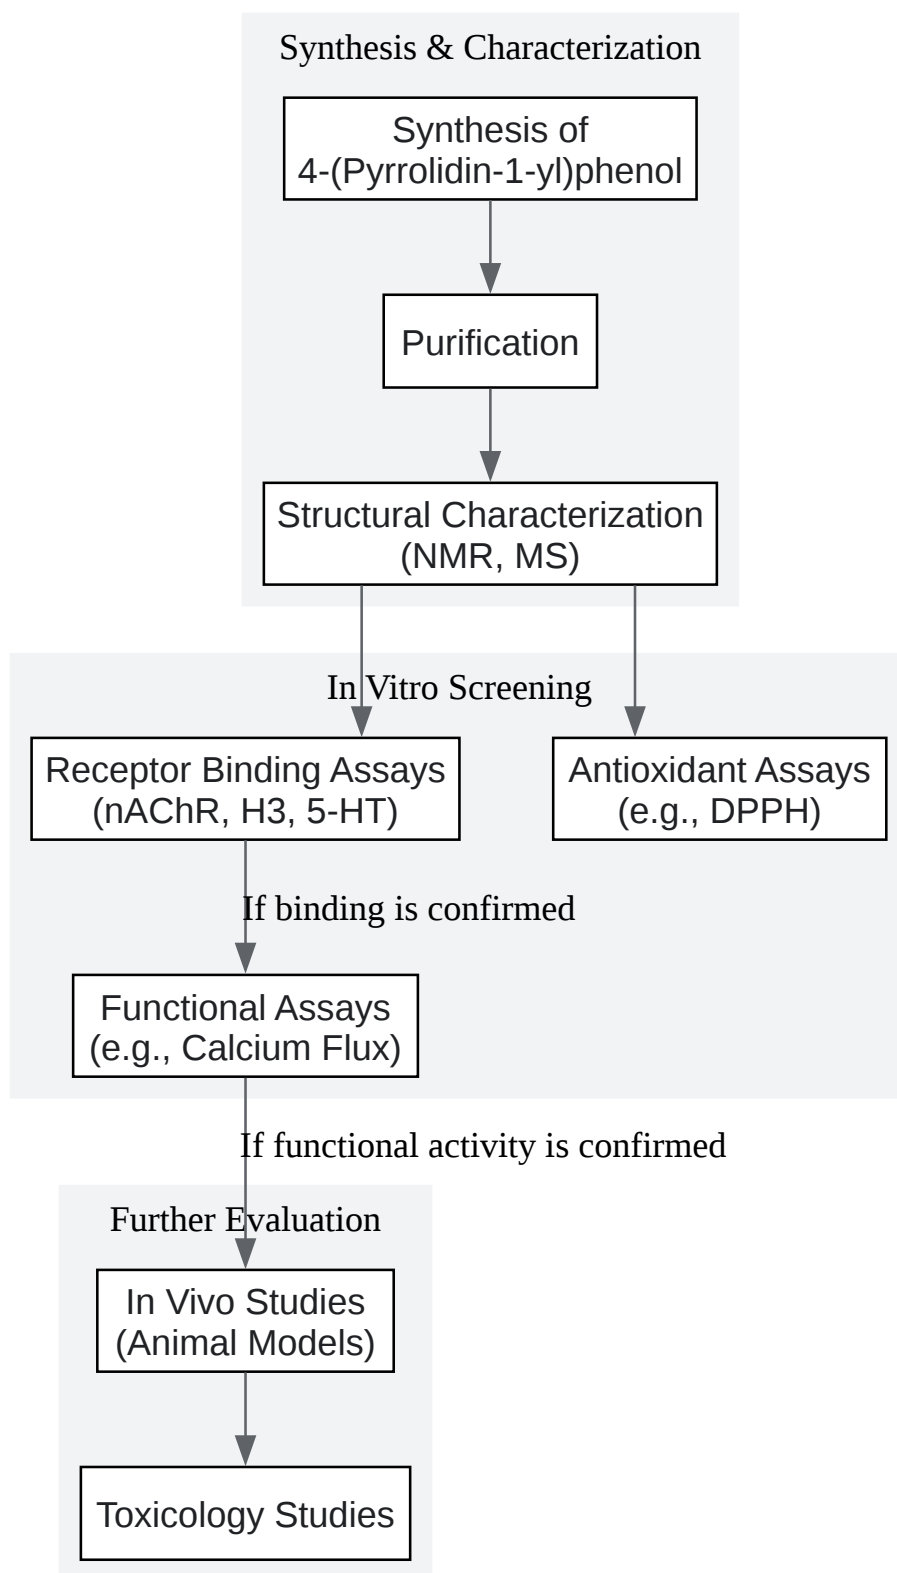 Synthesis & Characterization
Synthesis of
4-(Pyrrolidin-1-yl)phenol
Purification
Structural Characterization
(NMR, MS)
In Vitro Screening
Receptor Binding Assays
(nAChR, H3, 5-HT)
Antioxidant Assays
(e.g., DPPH)
If binding is confirmed
Functional Assays
(e.g., Calcium Flux)
If functional activity is confirmed
Further Evaluation
In Vivo Studies
(Animal Models)
Toxicology Studies